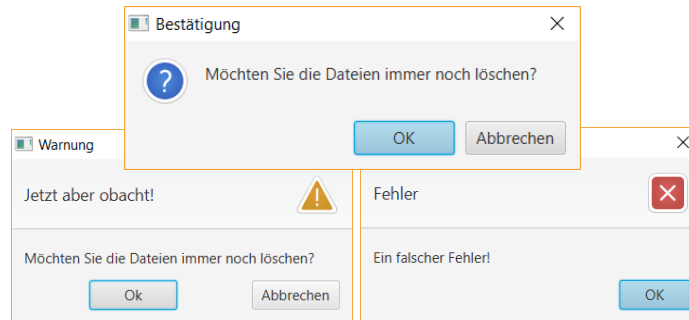 Bestätigung
Möchten Sie die Dateien immer noch löschen?
OK Abbrechen
Warnung
Jetzt aber obacht!
Möchten Sie die Dateien immer noch löschen?
Ok Abbrechen
Fehler
Ein falscher Fehler!
OK